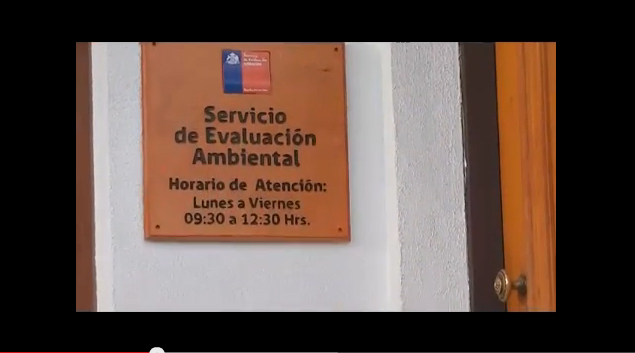 Servicio
de Evaluación
Ambiental
Horario de Atención:
Lunes a Viernes
09:30 a 12:30 Hrs.